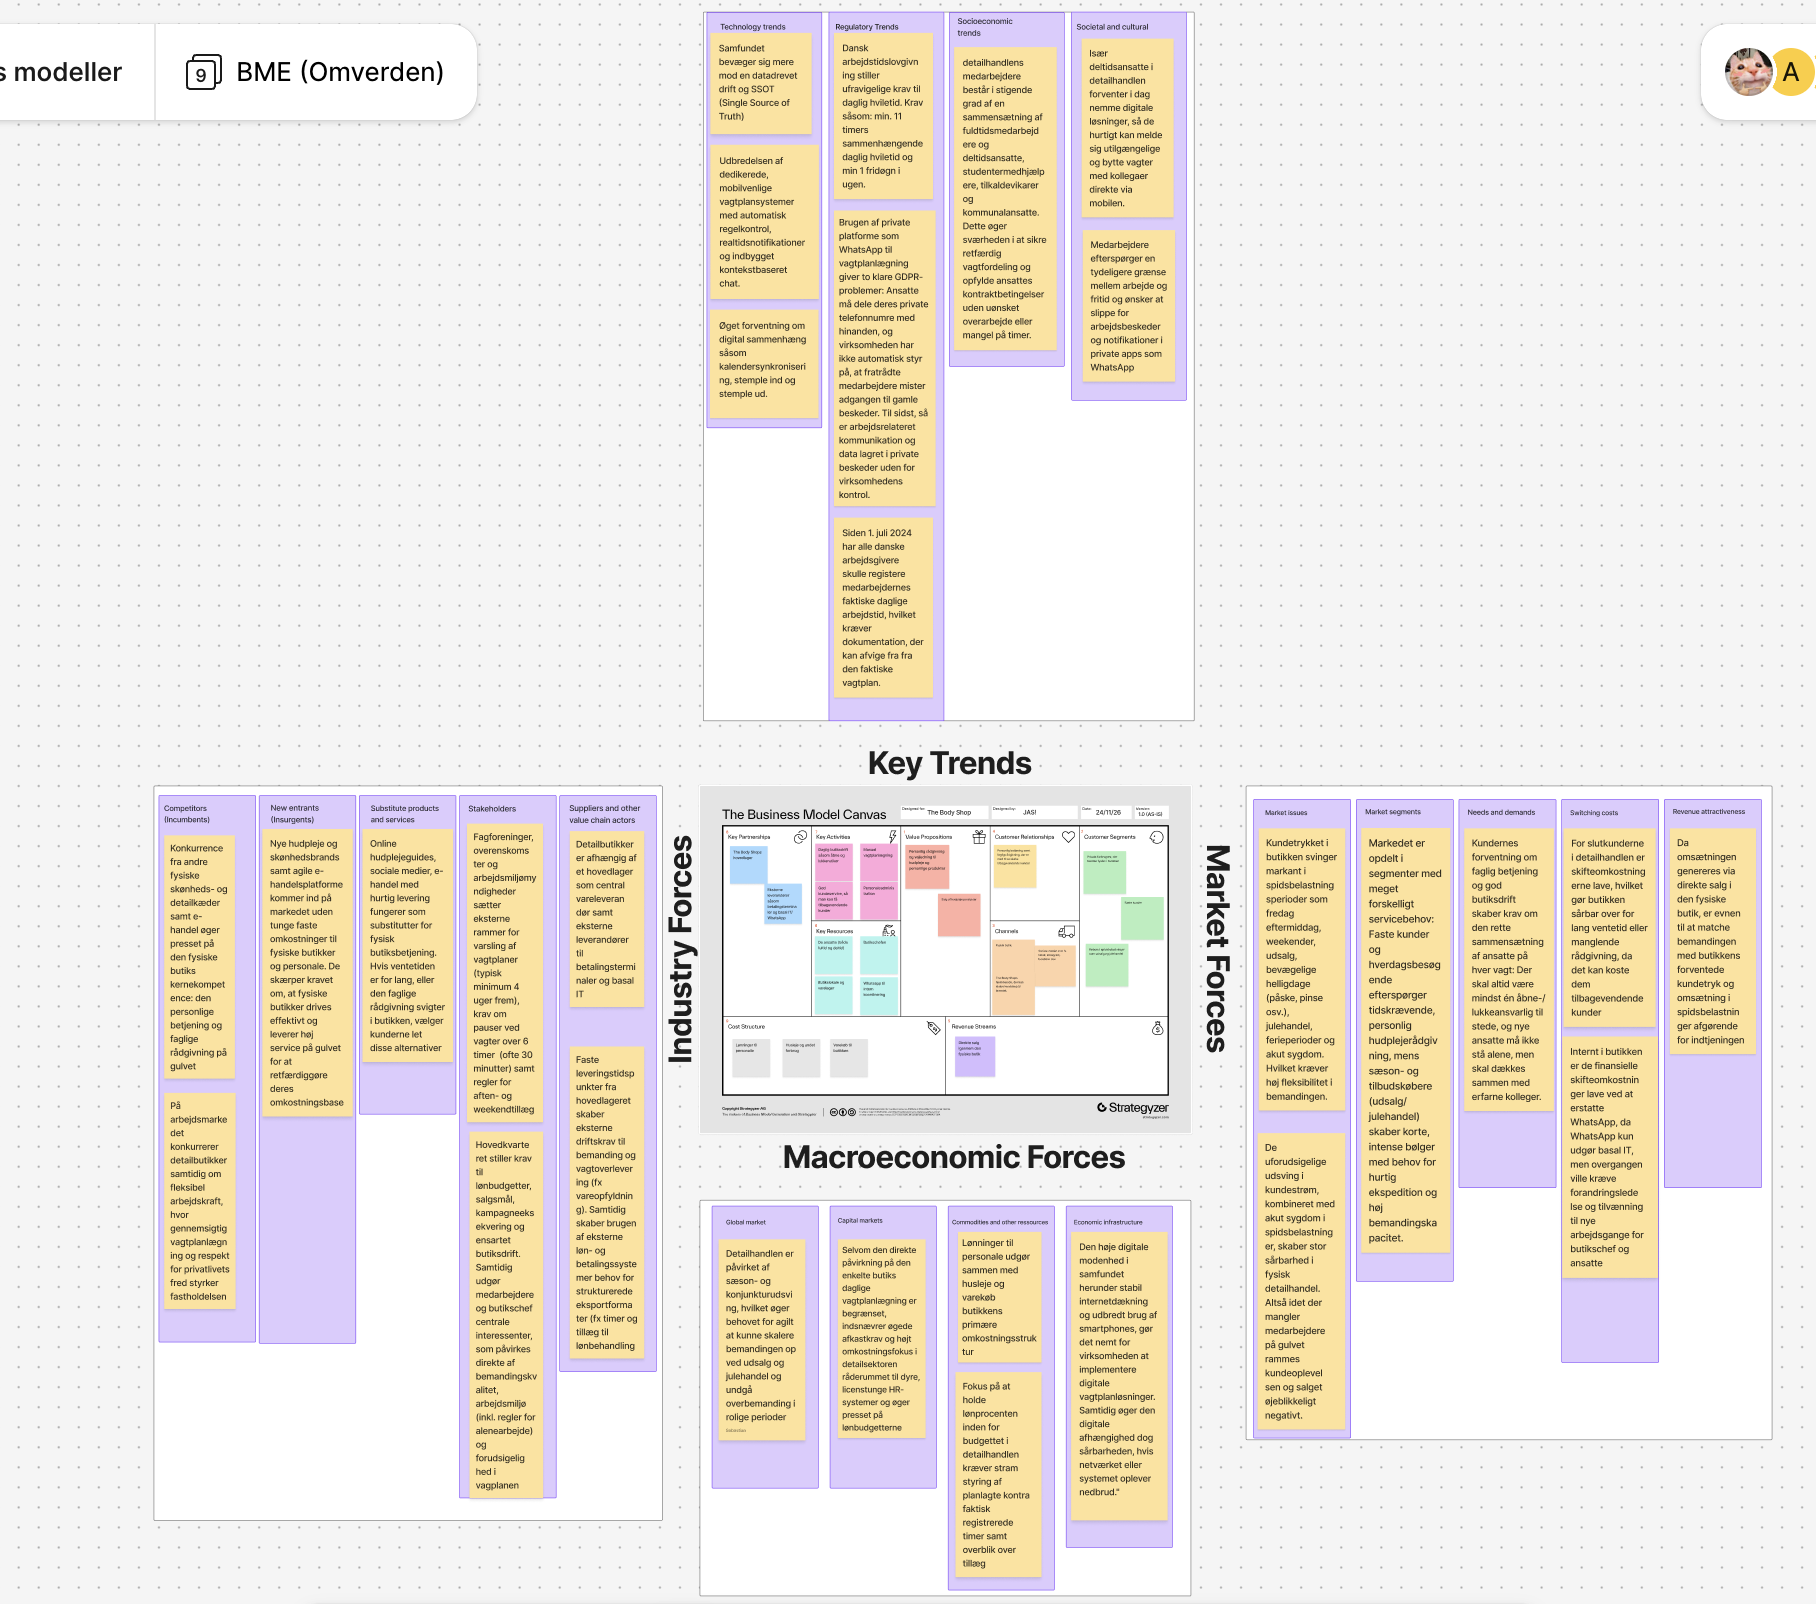 s modeller
9
BME (Omverden)
A
Technology trends
Samfundet
bevæger sig mere
mod en datadrevet
drift og SSOT
(Single Source of
Truth)
Udbredelsen af
dedikerede,
mobilvenlige
vagtplansystemer
med automatisk
regelkontrol,
realtidsnotifikationer
og indbygget
kontekstbaseret
chat.
Øget forventning om
digital sammenhæng
såsom
kalendersynkroniseri
ng, stemple ind og
stemple ud.
Regulatory Trends
Dansk
arbejdstidslovgivn
ing stiller
ufravigelige krav til
daglig hviletid. Krav
såsom: min. 11
timers
sammenhængende
daglig hviletid og
min 1 fridøgn i
ugen.
Brugen af private
platforme som
WhatsApp til
vagtplanlægning
giver to klare GDPR-
problemer: Ansatte
må dele deres private
telefonnumre med
hinanden, og
virksomheden har
ikke automatisk styr
på, at fratrådte
medarbejdere mister
adgangen til gamle
beskeder. Til sidst, så
er arbejdsrelateret
kommunikation og
data lagret i private
beskeder uden for
virksomhedens
kontrol.
Siden 1. juli 2024
har alle danske
arbejdsgivere
skulle registere
medarbejdernes
faktiske daglige
arbejdstid, hvilket
kræver
dokumentation, der
kan afvige fra fra
den faktiske
vagtplan.
Socioeconomic
trends
detailhandlens
medarbejdere
består i stigende
grad af en
sammensætning af
fuldtidsmedarbejd
ere og
deltidsansatte,
studentermedhjælp
ere, tilkaldevikarer
og
kommunalansatte.
Dette øger
sværheden i at sikre
retfærdig
vagtfordeling og
opfylde ansattes
kontraktbetingelser
uden uønsket
overarbejde eller
mangel på timer.
Societal and cultural
Især
deltidsansatte i
detailhandlen
forventer i dag
nemme digitale
løsninger, så de
hurtigt kan melde
sig utilgængelige
og bytte vagter
med kollegaer
direkte via
mobilen.
Medarbejdere
efterspørger en
tydeligere grænse
mellem arbejde og
fritid og ønsker at
slippe for
arbejdsbeskeder
og notifikationer i
private apps som
WhatsApp
Key Trends
Competitors
(Incumbents)
Konkurrence
fra andre
fysiske
skønheds- og
detailkæder
samt e-
handel øger
presset på
den fysiske
butiks
kernekompet
ence: den
personlige
betjening og
faglige
rådgivning på
gulvet
På
arbejdsmarke
det
konkurrerer
detailbutikker
samtidig om
fleksibel
arbejdskraft,
hvor
gennemsigtig
vagtplanlægn
ing og respekt
for privatlivets
fred styrker
fastholdelsen
New entrants
(Insurgents)
Nye hudpleje og
skønhedsbrands
samt agile e-
handelsplatforme
kommer ind på
markedet uden
tunge faste
omkostninger til
fysiske butikker
og personale. De
skærper kravet
om, at fysiske
butikker drives
effektivt og
leverer høj
service på gulvet
for at
retfærdiggøre
deres
omkostningsbase
Substitute products
and services
Online
hudplejeguides,
sociale medier, e-
handel med
hurtig levering
fungerer som
substitutter for
fysisk
butiksbetjening.
Hvis ventetiden
er for lang, eller
den faglige
rådgivning svigter
i butikken, vælger
kunderne let
disse alternativer
Stakeholders
Fagforeninger,
overenskoms
ter og
arbejdsmiljømy
ndigheder
sætter
eksterne
rammer for
varsling af
vagtplaner
(typisk
minimum 4
uger frem),
krav om
pauser ved
vagter over 6
timer (ofte 30
minutter) samt
regler for
aften- og
weekendtillæg
Hovedkvarte
ret stiller krav
til
lønbudgetter,
salgsmål,
kampagneeks
ekvering og
ensartet
butiksdrift.
Samtidig
udgør
medarbejdere
og butikschef
centrale
interessenter,
som påvirkes
direkte af
bemandingskv
alitet,
arbejdsmiljø
(inkl. regler for
alenearbejde)
og
forudsigelig
hed i
vagplanen
Suppliers and other
value chain actors
Detailbutikker
er afhængig af
et hovedlager
som central
vareleveran
dør samt
eksterne
leverandører
til
betalingstermi
naler og basal
IT
Faste
leveringstidsp
unkter fra
hovedlageret
skaber
eksterne
driftskrav til
bemanding og
vagtoverlever
ing (fx
vareopfyldnin
g). Samtidig
skaber brugen
af eksterne
løn- og
betalingssyste
mer behov for
strukturerede
eksportforma
ter (fx timer og
tillæg til
lønbehandling
Industry Forces
The Business Model Canvas
Designed for:
The Body Shop
Designed by:
JASI
Date:
24/11/26
Version:
1.0 (AS-IS)
Key Partnerships
Key Activities
Value Propositions
Customer Relationships
Customer Segments
Key Resources
Channels
Cost Structure
Revenue Streams
Strategyzer
Market Forces
Macroeconomic Forces
Global market
Detailhandlen er
påvirket af
sæson- og
konjunkturudsvi
ng, hvilket øger
behovet for agilt
at kunne skalere
bemandingen op
ved udsalg og
julehandel og
undgå
overbemanding i
rolige perioder
Capital markets
Selvom den direkte
påvirkning på den
enkelte butiks
daglige
vagtplanlægning er
begrænset,
indsnævrer øgede
afkastkrav og højt
omkostningsfokus i
detailsektoren
råderummet til dyre,
licenstunge HR-
systemer og øger
presset på
lønbudgetterne
Commodities and other ressources
Lønninger til
personale udgør
sammen med
husleje og
varekøb
butikkens
primære
omkostningsstruk
tur
Fokus på at
holde
lønprocenten
inden for
budgettet i
detailhandlen
kræver stram
styring af
planlagte kontra
faktisk
registrerede
timer samt
overblik over
tillæg
Economic infrastructure
Den høje digitale
modenhed i
samfundet
herunder stabil
internetdækning
og udbredt brug af
smartphones, gør
det nemt for
virksomheden at
implementere
digitale
vagtplanløsninger.
Samtidig øger den
digitale
afhængighed dog
sårbarheden, hvis
netværket eller
systemet oplever
nedbrud."
Market issues
Kundetrykket i
butikken svinger
markant i
spidsbelastning
sperioder som
fredag
eftermiddag,
weekender,
udsalg,
bevægelige
helligdage
(påske, pinse
osv.),
julehandel,
ferieperioder og
akut sygdom.
Hvilket kræver
høj fleksibilitet i
bemandingen.
De
uforudsigelige
udsving i
kundestrøm,
kombineret med
akut sygdom i
spidsbelastning
er, skaber stor
sårbarhed i
fysisk
detailhandel.
Altså idet der
mangler
medarbejdere
på gulvet
rammes
kundeoplevel
sen og salget
øjeblikkeligt
negativt.
Market segments
Markedet er
opdelt i
segmenter med
meget
forskelligt
servicebehov:
Faste kunder
og
hverdagsbesøg
ende
efterspørger
tidskrævende,
personlig
hudplejerådgiv
ning, mens
sæson- og
tilbudskøbere
(udsalg/
julehandel)
skaber korte,
intense bølger
med behov for
hurtig
ekspedition og
høj
bemandingska
pacitet.
Needs and demands
Kundernes
forventning om
faglig betjening
og god
butiksdrift
skaber krav om
den rette
sammensætning
af ansatte på
hver vagt: Der
skal altid være
mindst én åbne-/
lukkeansvarlig til
stede, og nye
ansatte må ikke
stå alene, men
skal dækkes
sammen med
erfarne kolleger.
Switching costs
For slutkunderne
i detailhandlen er
skifteomkostning
erne lave, hvilket
gør butikken
sårbar over for
lang ventetid eller
manglende
rådgivning, da
det kan koste
dem
tilbagevendende
kunder
Internt i butikken
er de finansielle
skifteomkostnin
ger lave ved at
erstatte
WhatsApp, da
WhatsApp kun
udgør basal IT,
men overgangen
ville kræve
forandringslede
lse og tilvænning
til nye
arbejdsgange for
butikschef og
ansatte
Revenue attractiveness
Da
omsætningen
genereres via
direkte salg i
den fysiske
butik, er evnen
til at matche
bemandingen
med butikkens
forventede
kundetryk og
omsætning i
spidsbelastnin
ger afgørende
for indtjeningen